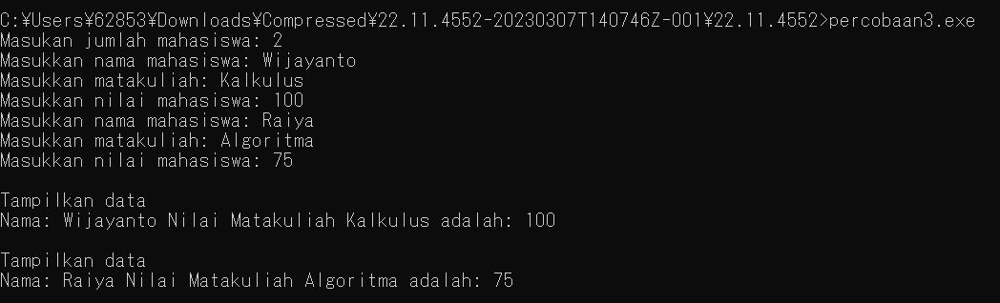 C:¥Users¥62853¥Downloads¥Compressed¥22.11.4552-20230307T140746Z-001¥22.11.4552>percobaan3.exe
Masukan jumlah mahasiswa: 2
Masukkan nama mahasiswa: Wijayanto
Masukkan matakuliah: Kalkulus
Masukkan nilai mahasiswa: 100
Masukkan nama mahasiswa: Raiya
Masukkan matakuliah: Algoritma
Masukkan nilai mahasiswa: 75
Tampilkan data
Nama: Wijayanto Nilai Matakuliah Kalkulus adalah: 100
Tampilkan data
Nama: Raiya Nilai Matakuliah Algoritma adalah: 75